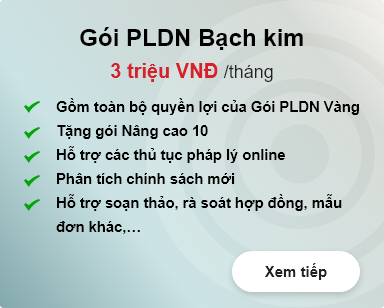 Gói PLDN Bạch kim
3 triệu VNĐ /tháng
Gồm toàn bộ quyền lợi của Gói PLDN Vàng
Tặng gói Nâng cao 10
Hỗ trợ các thủ tục pháp lý online
Phân tích chính sách mới
Hỗ trợ soạn thảo, rà soát hợp đồng, mẫu
đơn khác,…
Xem tiếp